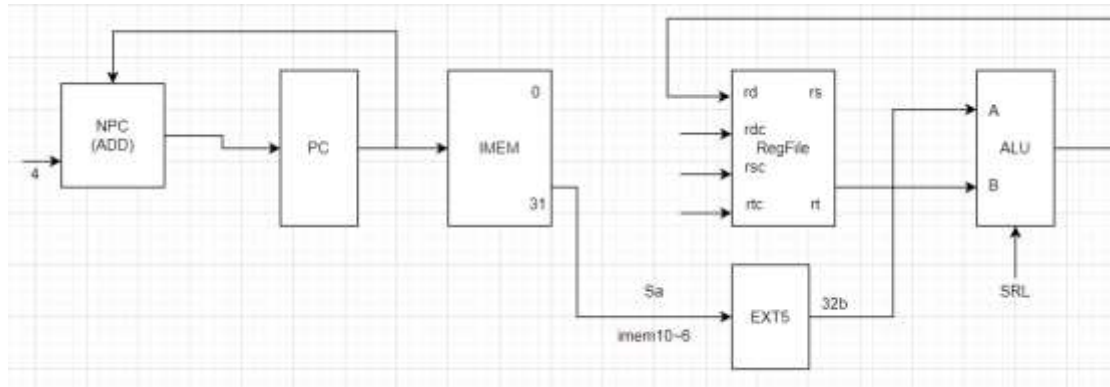 NPC
(ADD)
4
PC
0
IMEM
31
rd
rs
rdc
RegFile
rsc
rtc
rt
A
ALU
B
SRL
Sa
imem10~6
EXT5
32b